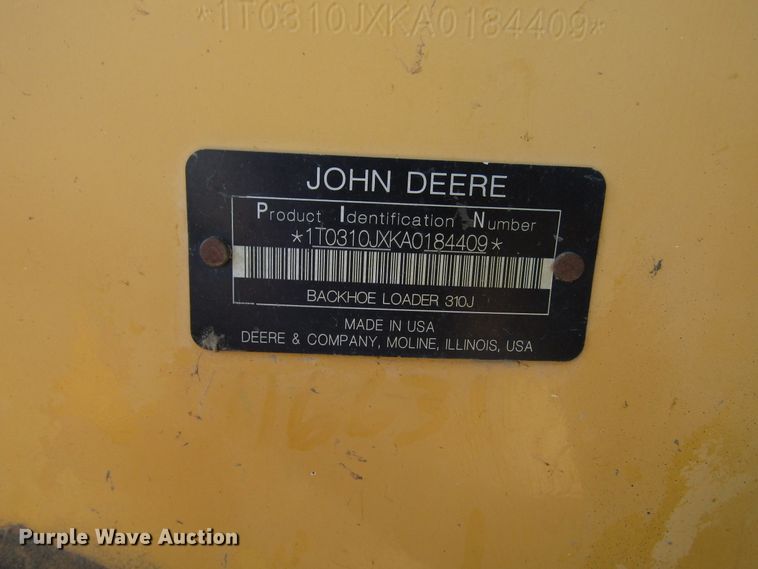 *1T0310JXKA0184409*
JOHN DEERE
Product Identification Number
*1T0310JXKA0184409*
BACKHOE LOADER 310J
MADE IN USA
DEERE & COMPANY, MOLINE, ILLINOIS, USA
Purple Wave Auction